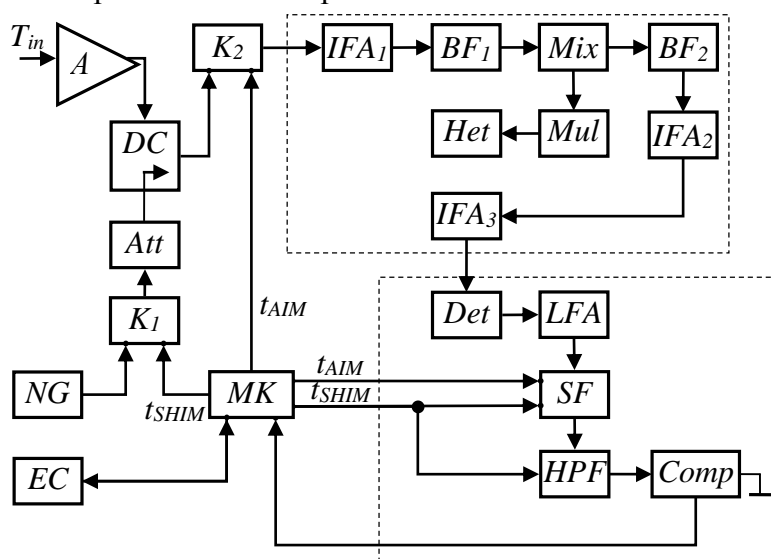 T_in
A
K_2
IFA_1
BF_1
Mix
BF_2
DC
Het
Mul
IFA_2
Att
IFA_3
K_1
t_AIM
Det
LFA
NG
t_SHIM
MK
t_AIM
t_SHIM
SF
EC
HPF
Comp